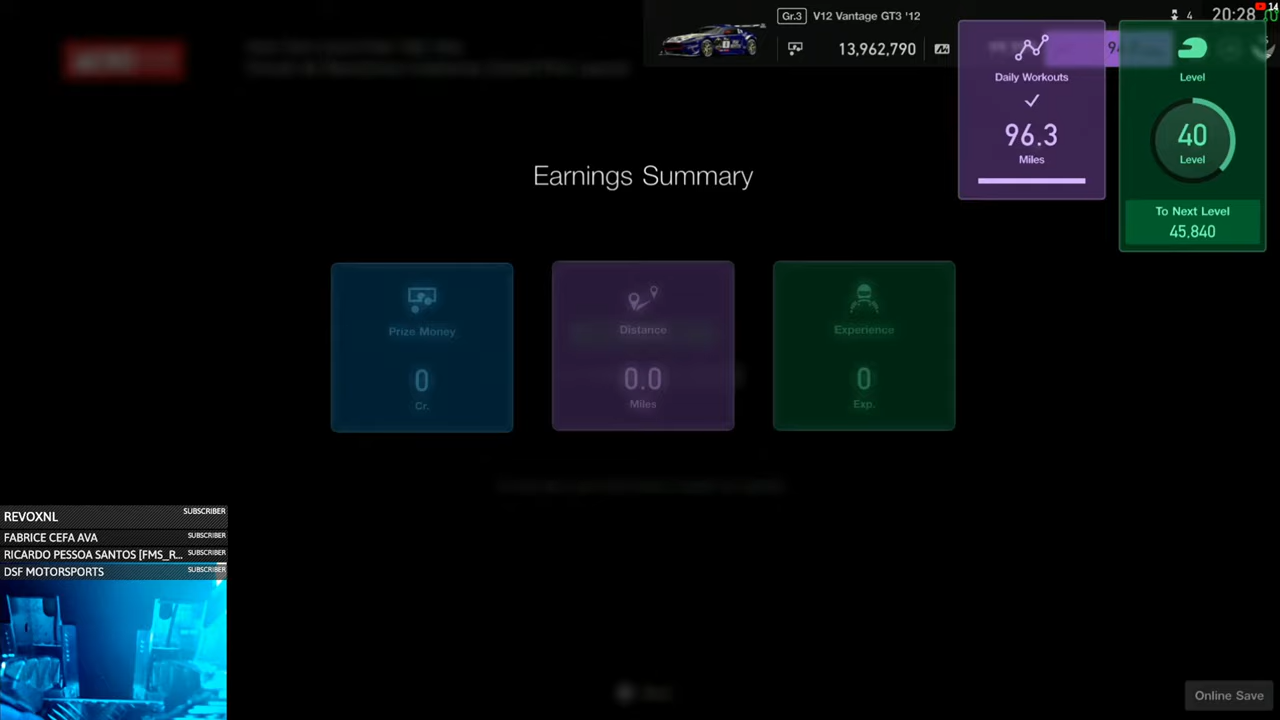 14
Gr.3 V12 Vantage GT3 '12
4 20:28
13,962,790
Daily Workouts
96.3
Miles
Level
40
Level
To Next Level
45,840
Earnings Summary
Prize Money
0
Cr.
Distance
0.0
Miles
Experience
0
Exp.
REVOXNL SUBSCRIBER
FABRICE CEFA AVA SUBSCRIBER
RICARDO PESSOA SANTOS [FMS_R... SUBSCRIBER
DSF MOTORSPORTS SUBSCRIBER
Online Save